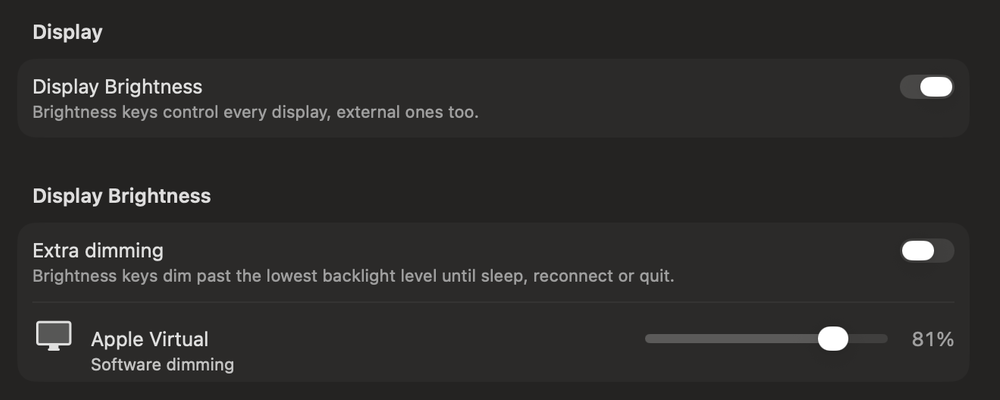 Display
Display Brightness
Brightness keys control every display, external ones too.
Display Brightness
Extra dimming
Brightness keys dim past the lowest backlight level until sleep, reconnect or quit.
Apple Virtual
81%
Software dimming